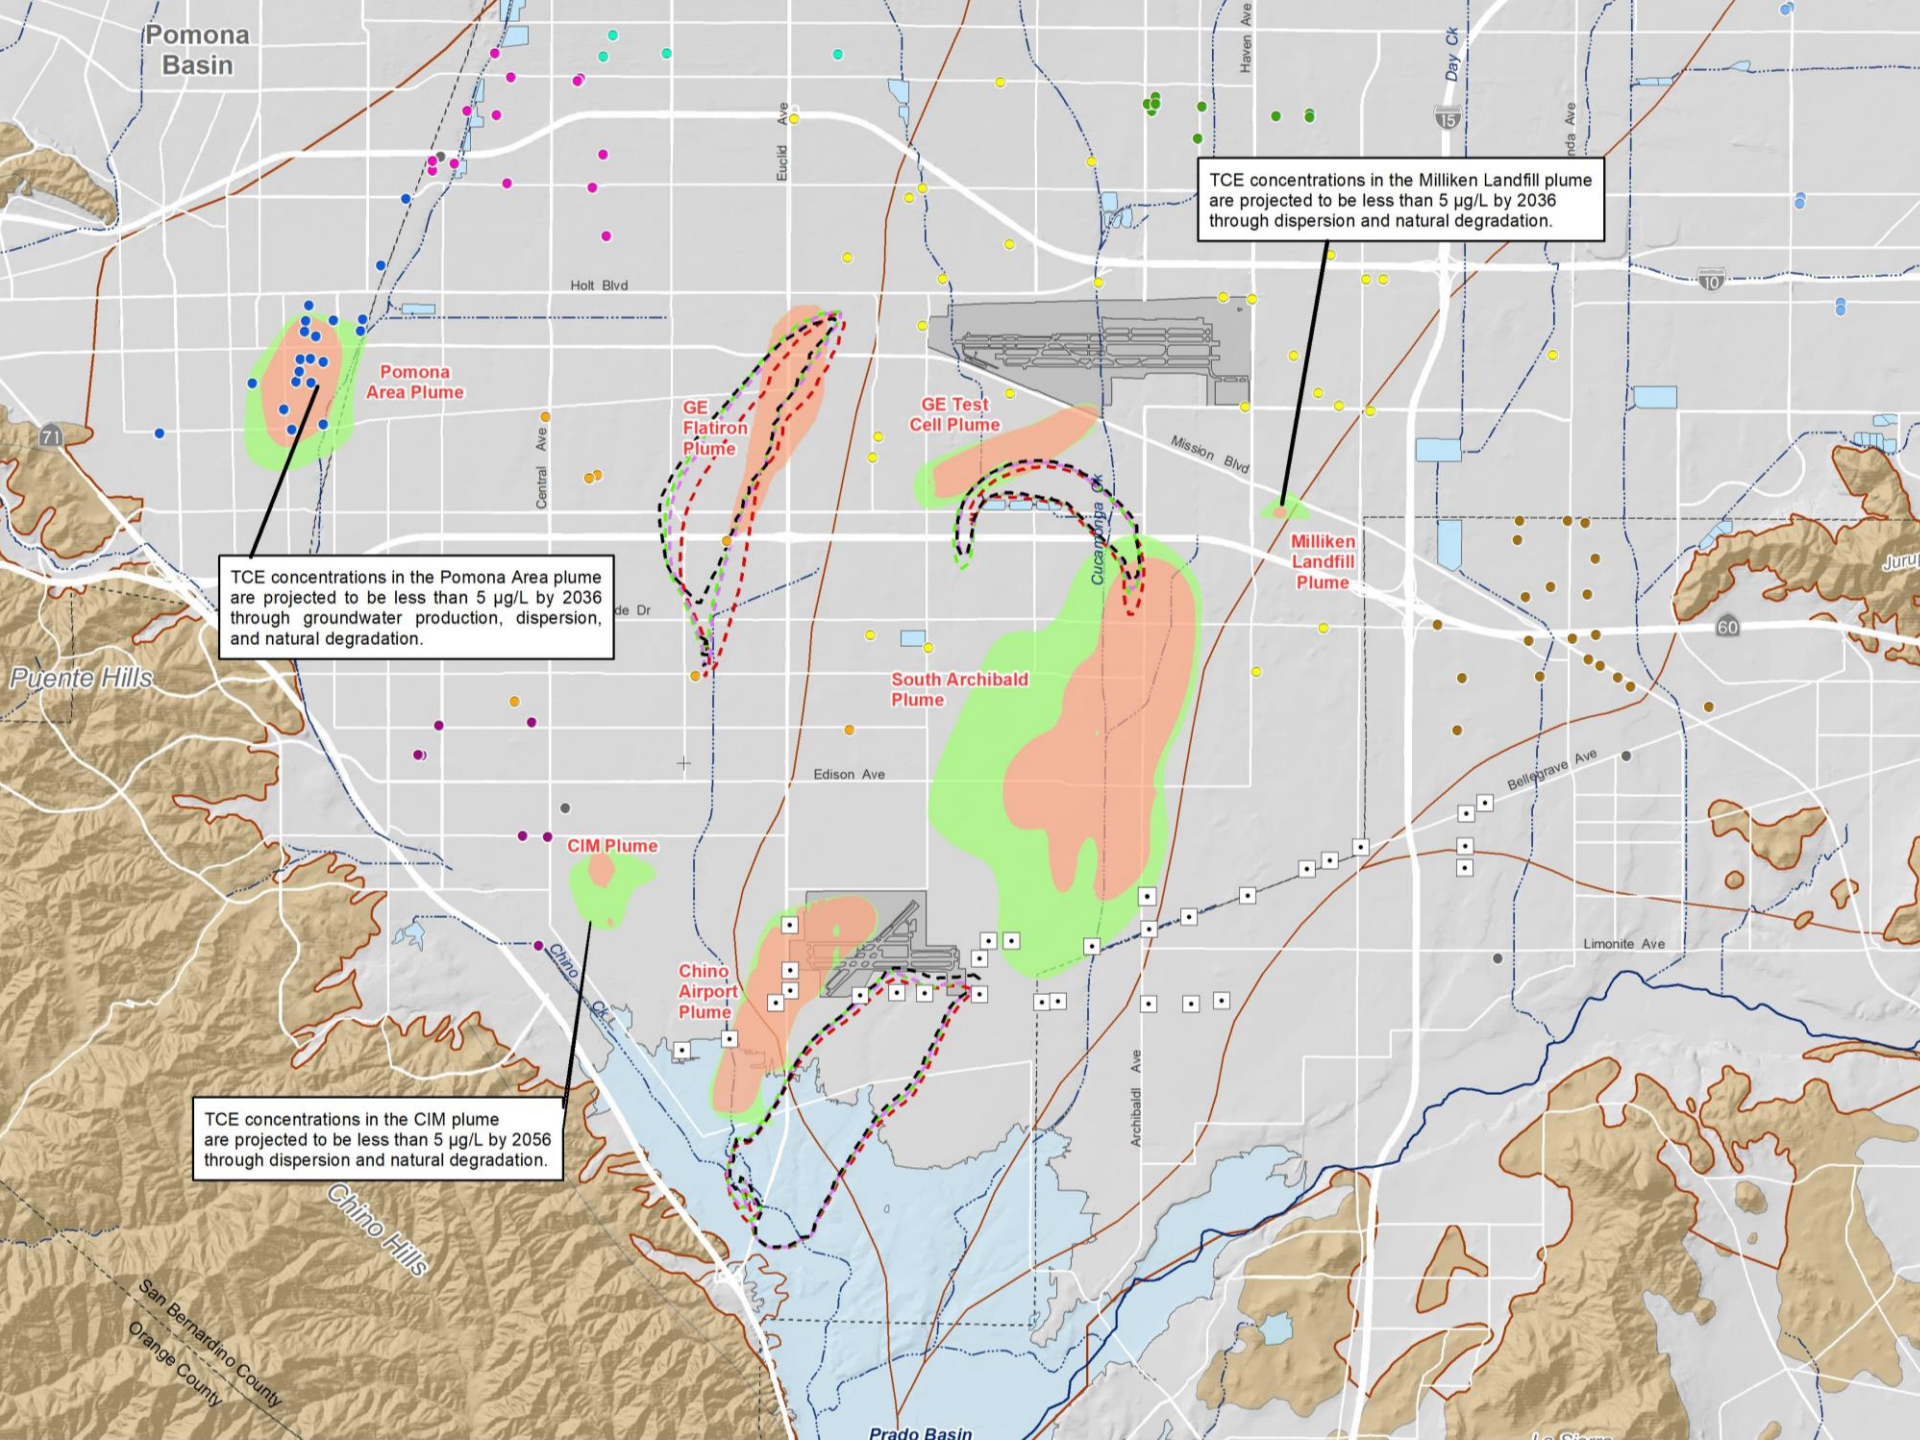 Pomona
Basin
Euclid Ave
Haven Ave
Day Ck
15
nda Ave
TCE concentrations in the Milliken Landfill plume
are projected to be less than 5 µg/L by 2036
through dispersion and natural degradation.
10
Holt Blvd
Pomona
Area Plume
GE
Flatiron
Plume
GE Test
Cell Plume
71
Central Ave
Mission Blvd
Cucamonga Ck
Milliken
Landfill
Plume
TCE concentrations in the Pomona Area plume
are projected to be less than 5 µg/L by 2036
through groundwater production, dispersion,
and natural degradation.
de Dr
Juru
60
Puente Hills
South Archibald
Plume
Edison Ave
Bellegrave Ave
CIM Plume
Limonite Ave
Chino
Ck
Chino
Airport
Plume
Archibaldl Ave
TCE concentrations in the CIM plume
are projected to be less than 5 µg/L by 2056
through dispersion and natural degradation.
Chino Hills
San Bernardino County
Orange County
Prado Basin